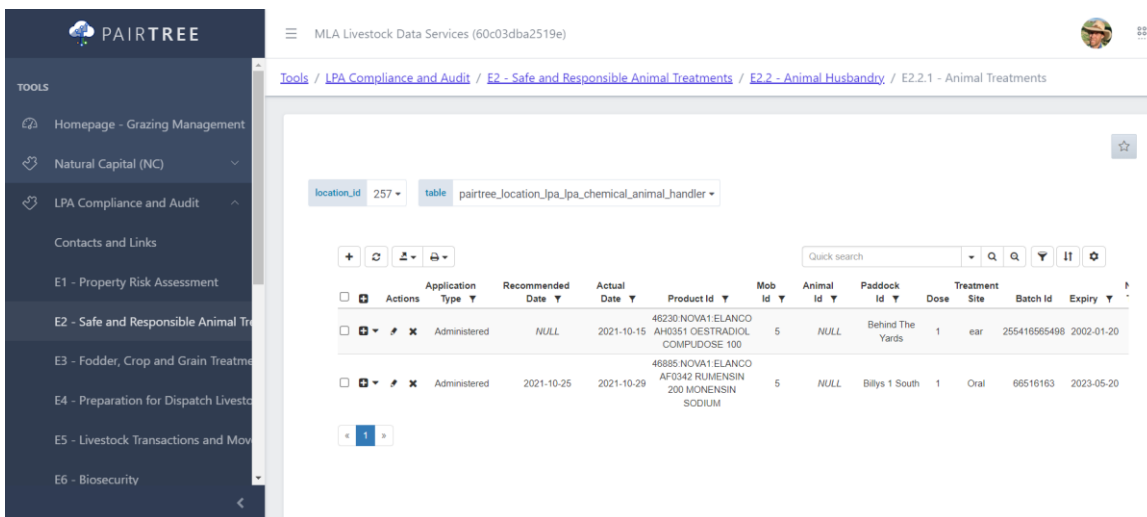 PAIRTREE
MLA Livestock Data Services (60c03dba2519e)
TOOLS
Homepage - Grazing Management
Natural Capital (NC)
LPA Compliance and Audit
Contacts and Links
E1 - Property Risk Assessment
E2 - Safe and Responsible Animal Tre
E3 - Fodder, Crop and Grain Treatme
E4 - Preparation for Dispatch Livesto
E5 - Livestock Transactions and Mov
E6 - Biosecurity
Tools / LPA Compliance and Audit / E2 - Safe and Responsible Animal Treatments / E2.2 - Animal Husbandry / E2.2.1 - Animal Treatments
location_id 257 table pairtree_location_lpa_lpa_chemical_animal_handler
Quick search
Actions Application Type Recommended Date Actual Date Product Id Mob Id Animal Id Paddock Id Dose Treatment Site Batch Id Expiry
Administered NULL 2021-10-15 46230:NOVA1:ELANCO AH0351 OESTRADIOL COMPUDOSE 100 5 NULL Behind The Yards 1 ear 255416565498 2002-01-20
Administered 2021-10-25 2021-10-29 46885:NOVA1:ELANCO AF0342 RUMENSIN 200 MONENSIN SODIUM 5 NULL Billys 1 South 1 Oral 66516163 2023-05-20
« 1 »